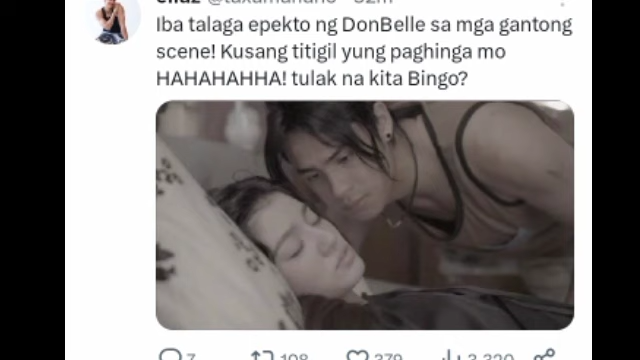 Iba talaga epekto ng DonBelle sa mga gantong
scene! Kusang titigil yung paghinga mo
HAHAHAHHA! tulak na kita Bingo?